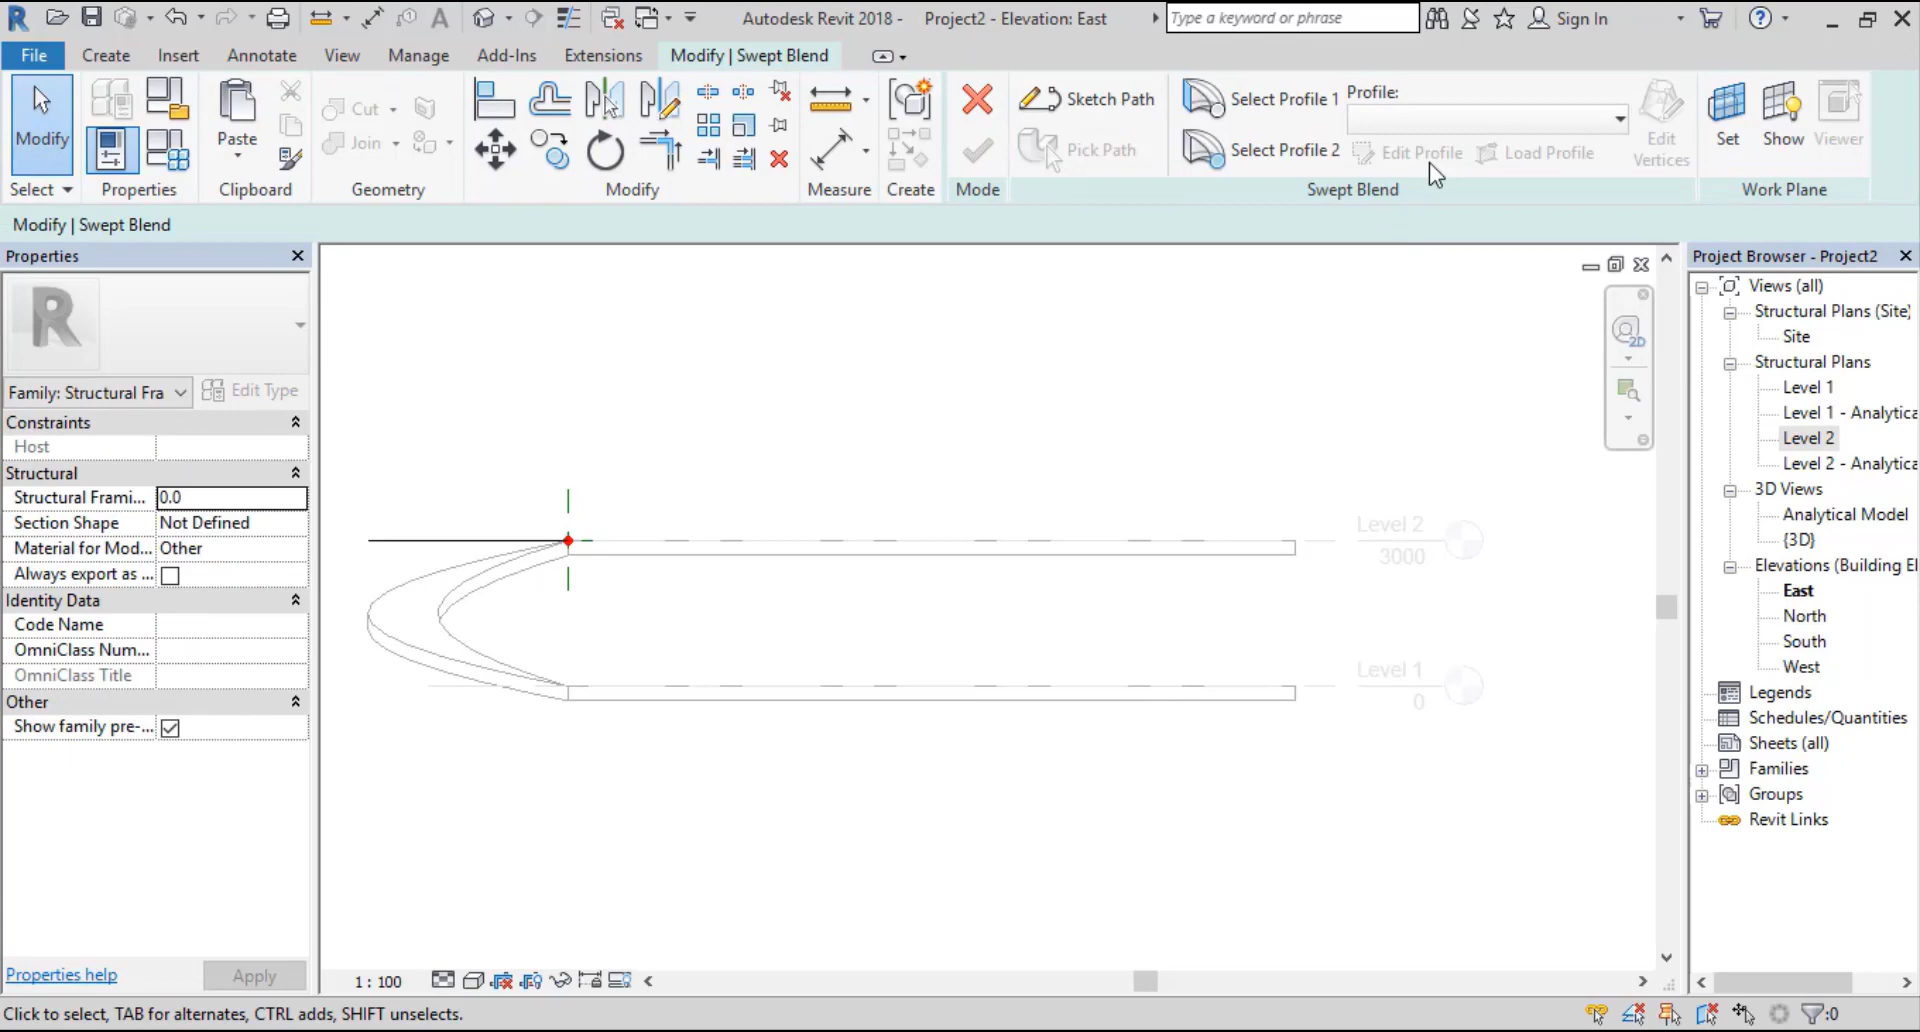 Autodesk Revit 2018 - Project2 - Elevation: East
Type a keyword or phrase
Sign In
File Create Insert Annotate View Manage Add-Ins Extensions Modify | Swept Blend
Modify
Paste
Cut
Join
Sketch Path
Pick Path
Select Profile 1
Select Profile 2
Profile:
Edit Profile
Load Profile
Edit Vertices
Set
Show
Viewer
Select Properties Clipboard Geometry Modify Measure Create Mode Swept Blend Work Plane
Modify | Swept Blend
Properties
R
Family: Structural Fra
Edit Type
Constraints
Host
Structural
Structural Frami... 0.0
Section Shape Not Defined
Material for Mod... Other
Always export as ...
Identity Data
Code Name
OmniClass Num...
OmniClass Title
Other
Show family pre-...
Properties help
Apply
2D
Level 2
3000
Level 1
0
1 : 100
Project Browser - Project2
Views (all)
Structural Plans (Site)
Site
Structural Plans
Level 1
Level 1 - Analytica
Level 2
Level 2 - Analytica
3D Views
Analytical Model
{3D}
Elevations (Building El
East
North
South
West
Legends
Schedules/Quantities
Sheets (all)
Families
Groups
Revit Links
Click to select, TAB for alternates, CTRL adds, SHIFT unselects.
:0